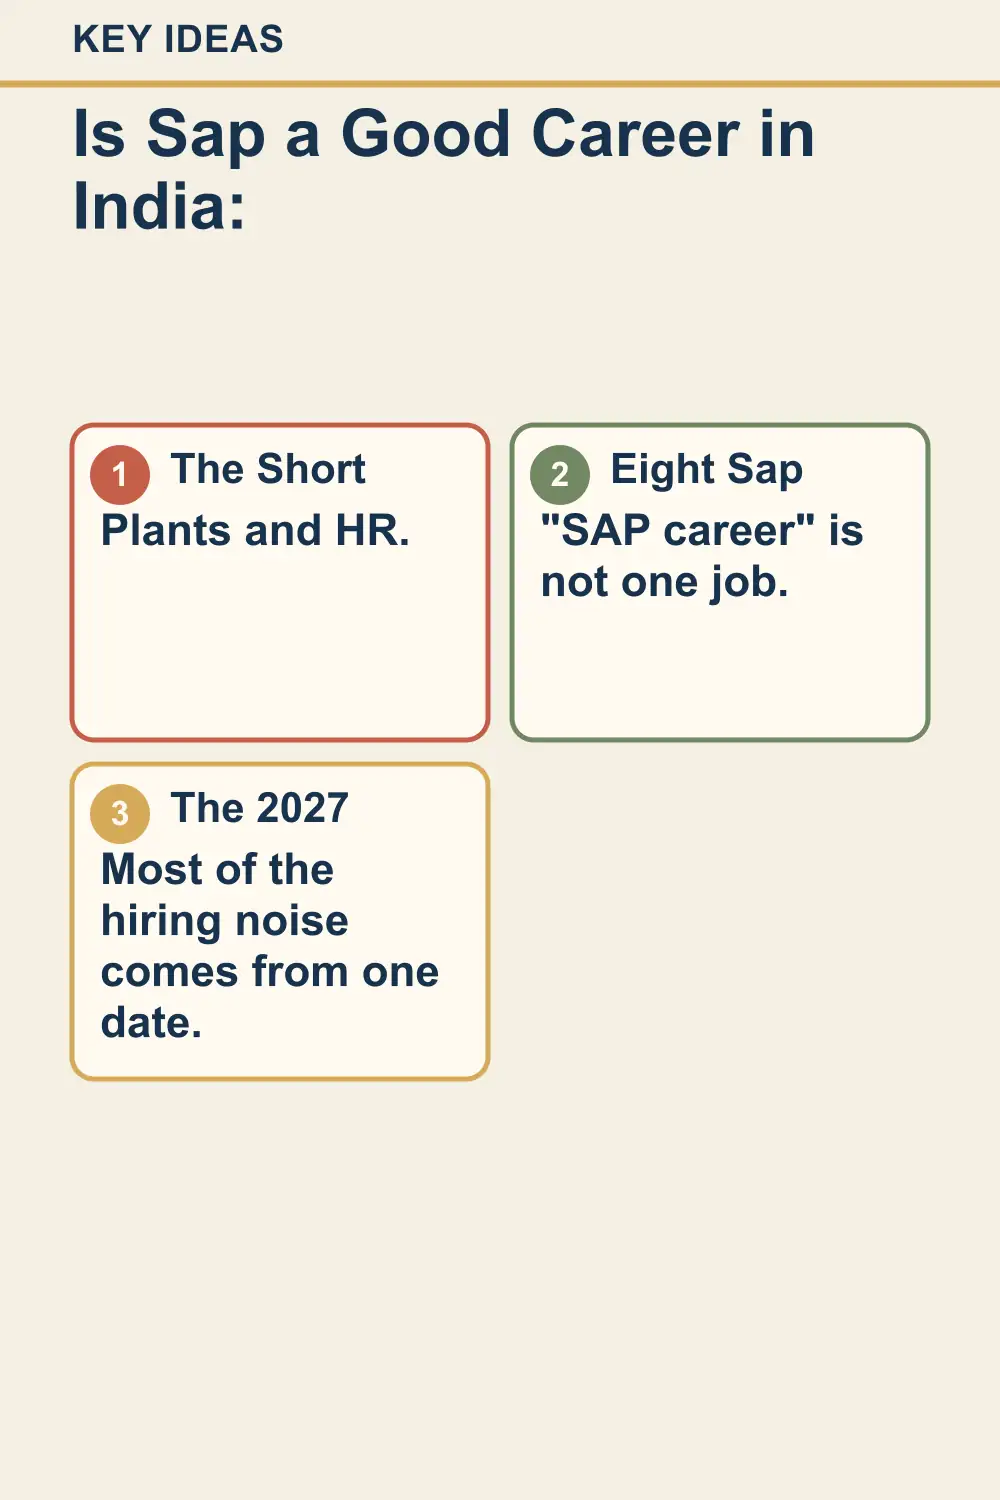 KEY IDEAS
Is Sap a Good Career in
India:
1 The Short
Plants and HR.
2 Eight Sap
"SAP career" is
not one job.
3 The 2027
Most of the
hiring noise
comes from one
date.